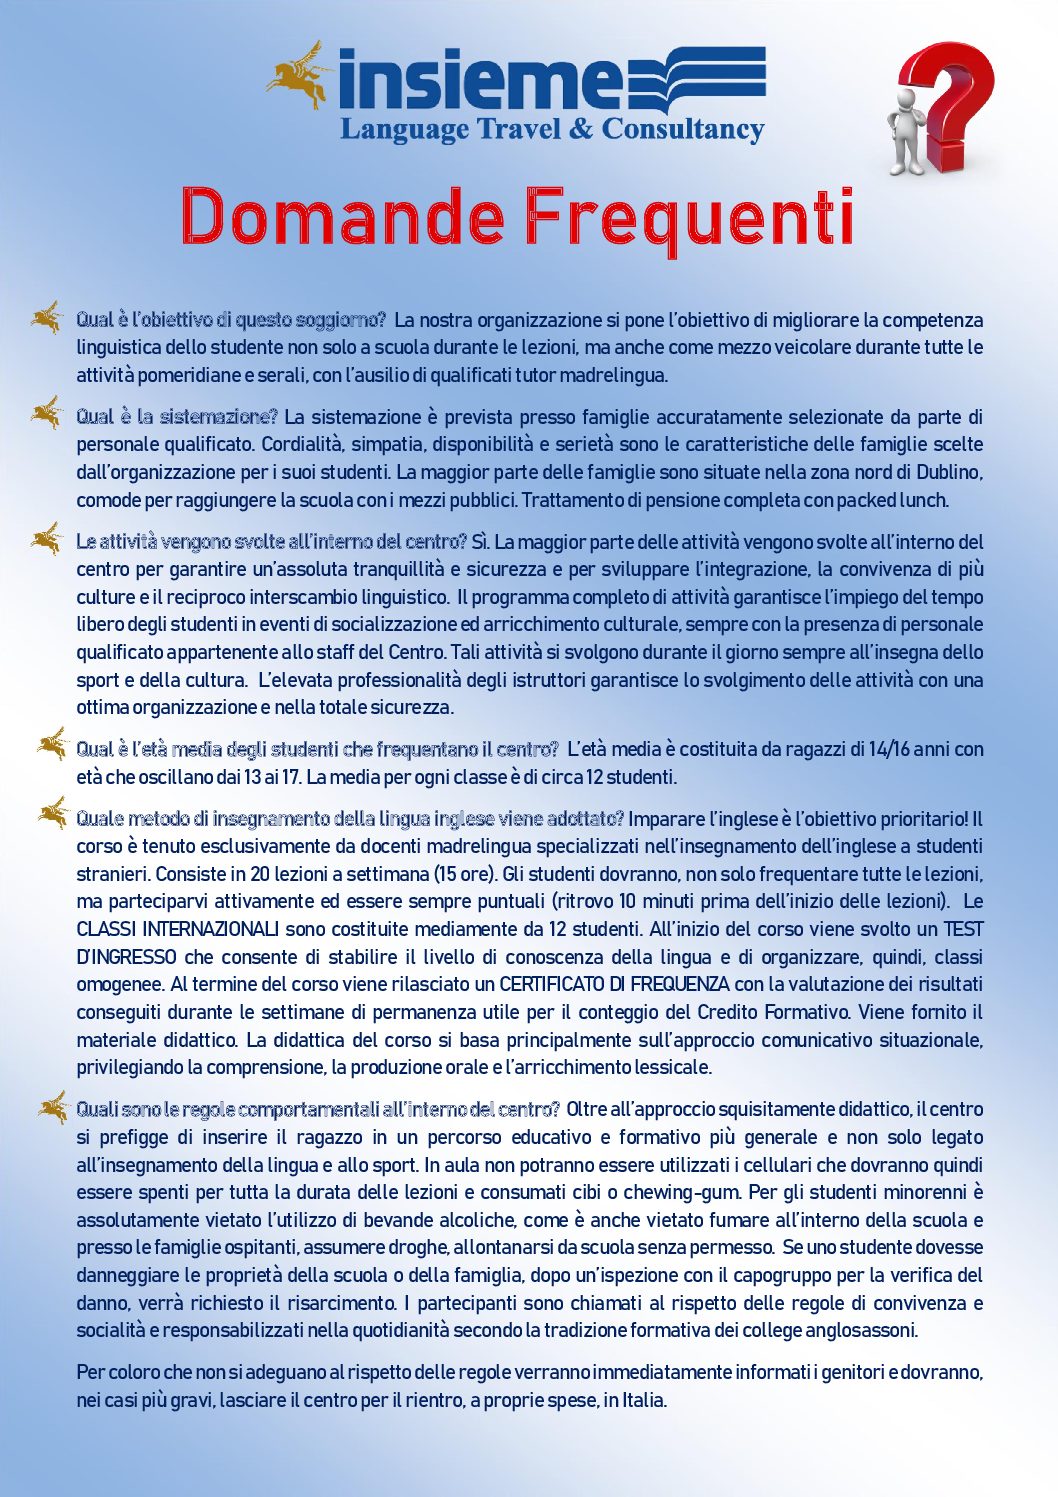 insieme
Language Travel & Consultancy
Domande Frequenti
Qual è l'obiettivo di questo soggiorno? La nostra organizzazione si pone l'obiettivo di migliorare la competenza
linguistica dello studente non solo a scuola durante le lezioni, ma anche come mezzo veicolare durante tutte le
attività pomeridiane e serali, con l'ausilio di qualificati tutor madrelingua.
Qual è la sistemazione? La sistemazione è prevista presso famiglie accuratamente selezionate da parte di
personale qualificato. Cordialità, simpatia, disponibilità e serietà sono le caratteristiche delle famiglie scelte
dall'organizzazione per i suoi studenti. La maggior parte delle famiglie sono situate nella zona nord di Dublino,
comode per raggiungere la scuola con i mezzi pubblici. Trattamento di pensione completa con packed lunch.
Le attività vengono svolte all'interno del centro? Sì. La maggior parte delle attività vengono svolte all'interno del
centro per garantire un'assoluta tranquillità e sicurezza e per sviluppare l'integrazione, la convivenza di più
culture e il reciproco interscambio linguistico. Il programma completo di attività garantisce l'impiego del tempo
libero degli studenti in eventi di socializzazione ed arricchimento culturale, sempre con la presenza di personale
qualificato appartenente allo staff del Centro. Tali attività si svolgono durante il giorno sempre all'insegna dello
sport e della cultura. L'elevata professionalità degli istruttori garantisce lo svolgimento delle attività con una
ottima organizzazione e nella totale sicurezza.
Qual è l'età media degli studenti che frequentano il centro? L'età media è costituita da ragazzi di 14/16 anni con
età che oscillano dai 13 ai 17. La media per ogni classe è di circa 12 studenti.
Quale metodo di insegnamento della lingua inglese viene adottato? Imparare l'inglese è l'obiettivo prioritario! Il
corso è tenuto esclusivamente da docenti madrelingua specializzati nell'insegnamento dell'inglese a studenti
stranieri. Consiste in 20 lezioni a settimana (15 ore). Gli studenti dovranno, non solo frequentare tutte le lezioni,
ma parteciparvi attivamente ed essere sempre puntuali (ritrovo 10 minuti prima dell'inizio delle lezioni). Le
CLASSI INTERNAZIONALI sono costituite mediamente da 12 studenti. All'inizio del corso viene svolto un TEST
D'INGRESSO che consente di stabilire il livello di conoscenza della lingua e di organizzare, quindi, classi
omogenee. Al termine del corso viene rilasciato un CERTIFICATO DI FREQUENZA con la valutazione dei risultati
conseguiti durante le settimane di permanenza utile per il conteggio del Credito Formativo. Viene fornito il
materiale didattico. La didattica del corso si basa principalmente sull'approccio comunicativo situazionale,
privilegiando la comprensione, la produzione orale e l'arricchimento lessicale.
Quali sono le regole comportamentali all'interno del centro? Oltre all'approccio squisitamente didattico, il centro
si prefigge di inserire il ragazzo in un percorso educativo e formativo più generale e non solo legato
all'insegnamento della lingua e allo sport. In aula non potranno essere utilizzati i cellulari che dovranno quindi
essere spenti per tutta la durata delle lezioni e consumati cibi o chewing-gum. Per gli studenti minorenni è
assolutamente vietato l'utilizzo di bevande alcoliche, come è anche vietato fumare all'interno della scuola e
presso le famiglie ospitanti, assumere droghe, allontanarsi da scuola senza permesso. Se uno studente dovesse
danneggiare le proprietà della scuola o della famiglia, dopo un'ispezione con il capogruppo per la verifica del
danno, verrà richiesto il risarcimento. I partecipanti sono chiamati al rispetto delle regole di convivenza e
socialità e responsabilizzati nella quotidianità secondo la tradizione formativa dei college anglosassoni.
Per coloro che non si adeguano al rispetto delle regole verranno immediatamente informati i genitori e dovranno,
nei casi più gravi, lasciare il centro per il rientro, a proprie spese, in Italia.